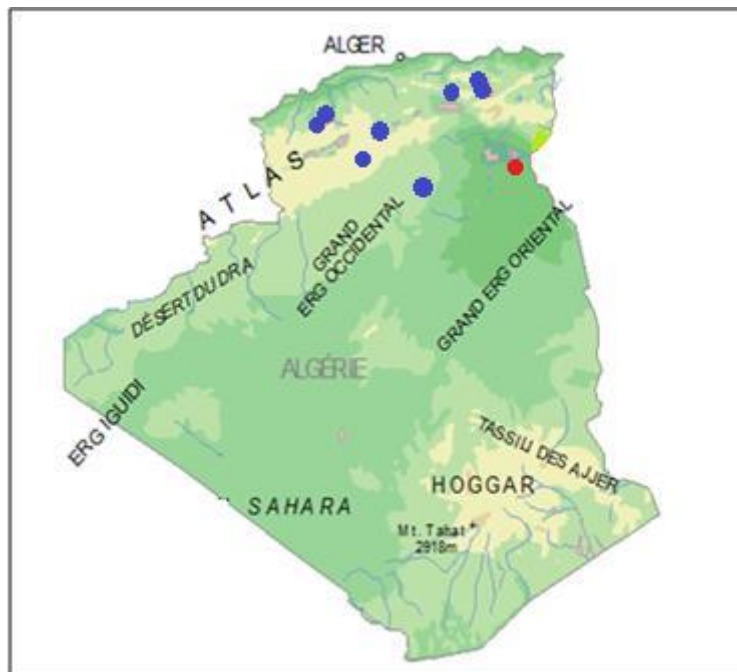 ALGER
ATLAS
GRAND
ERG OCCIDENTAL
DÉSERT DU DRA
GRAND ERG ORIENTAL
ALGÉRIE
ERG IGUIDI
TASSILI DES AJJER
HOGGAR
SAHARA
Mt. Tahat
2918m